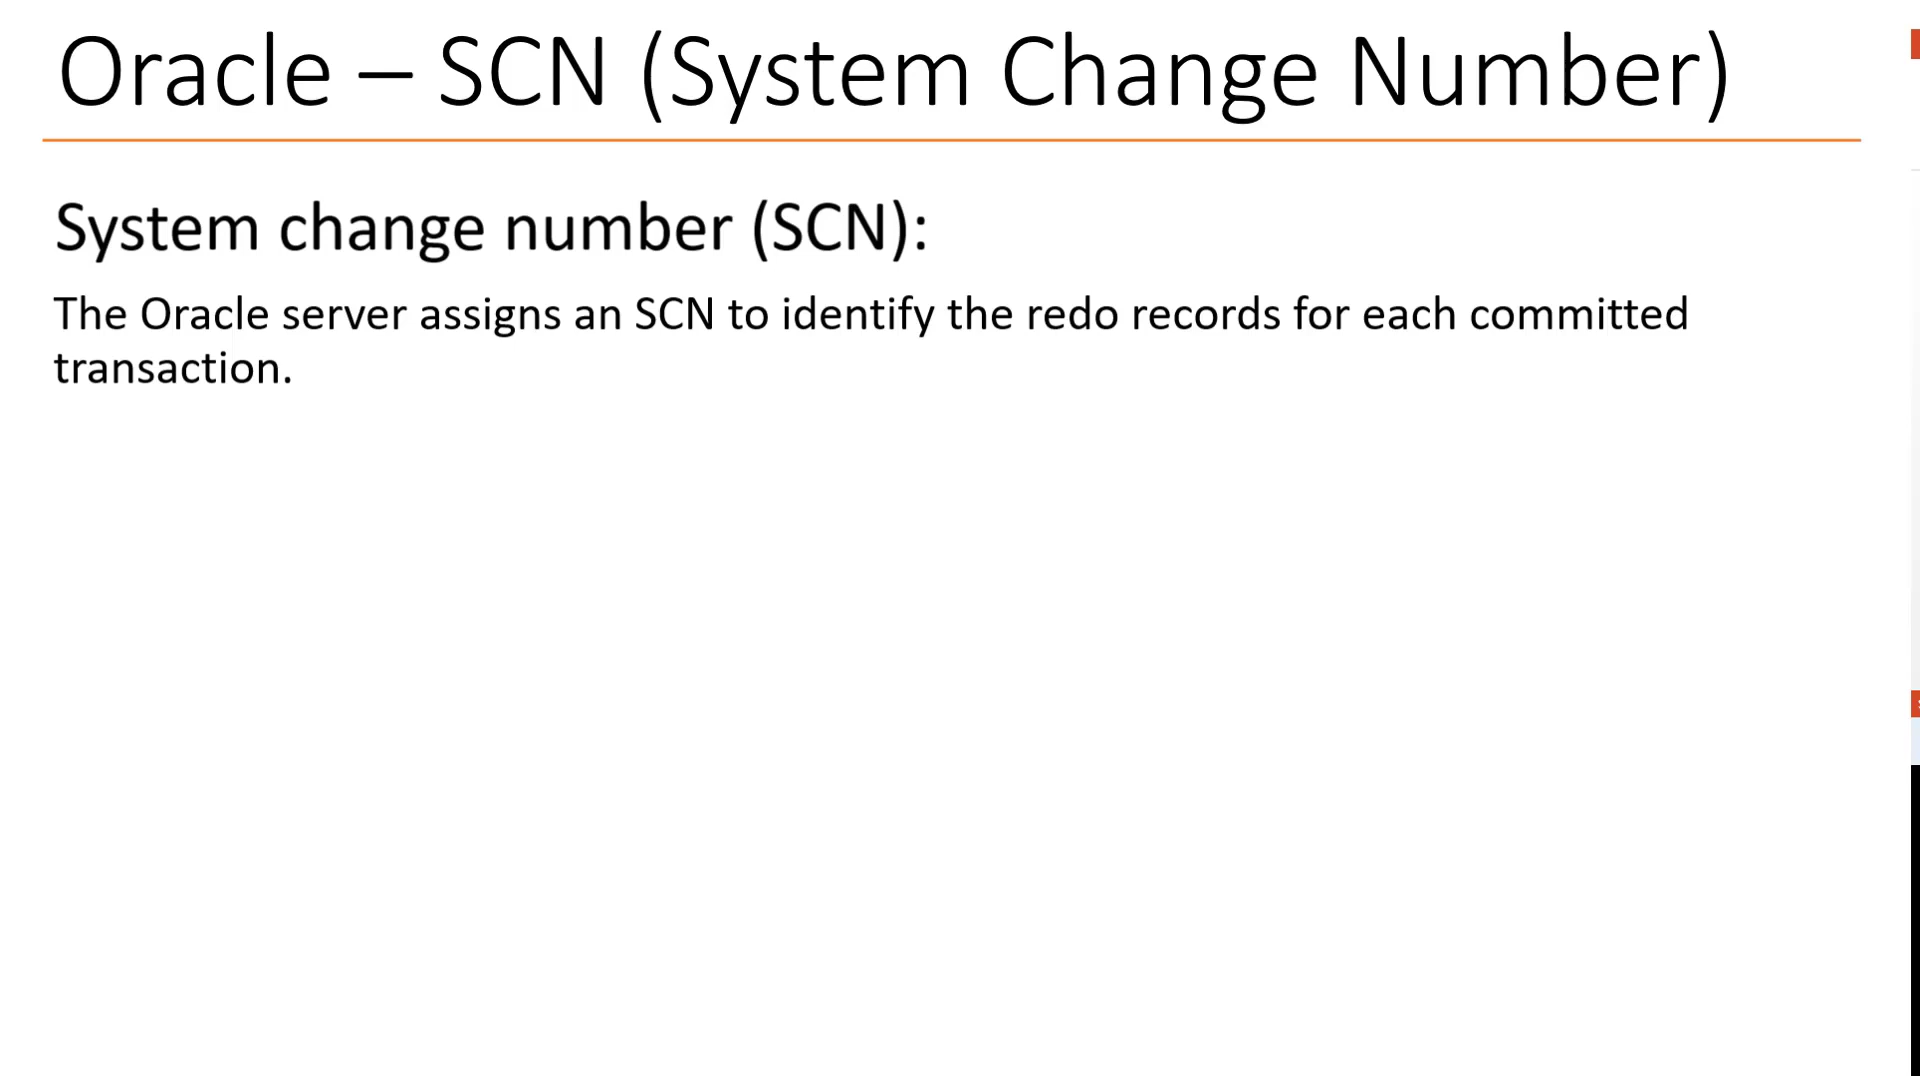 Oracle – SCN (System Change Number)
System change number (SCN):
The Oracle server assigns an SCN to identify the redo records for each committed
transaction.